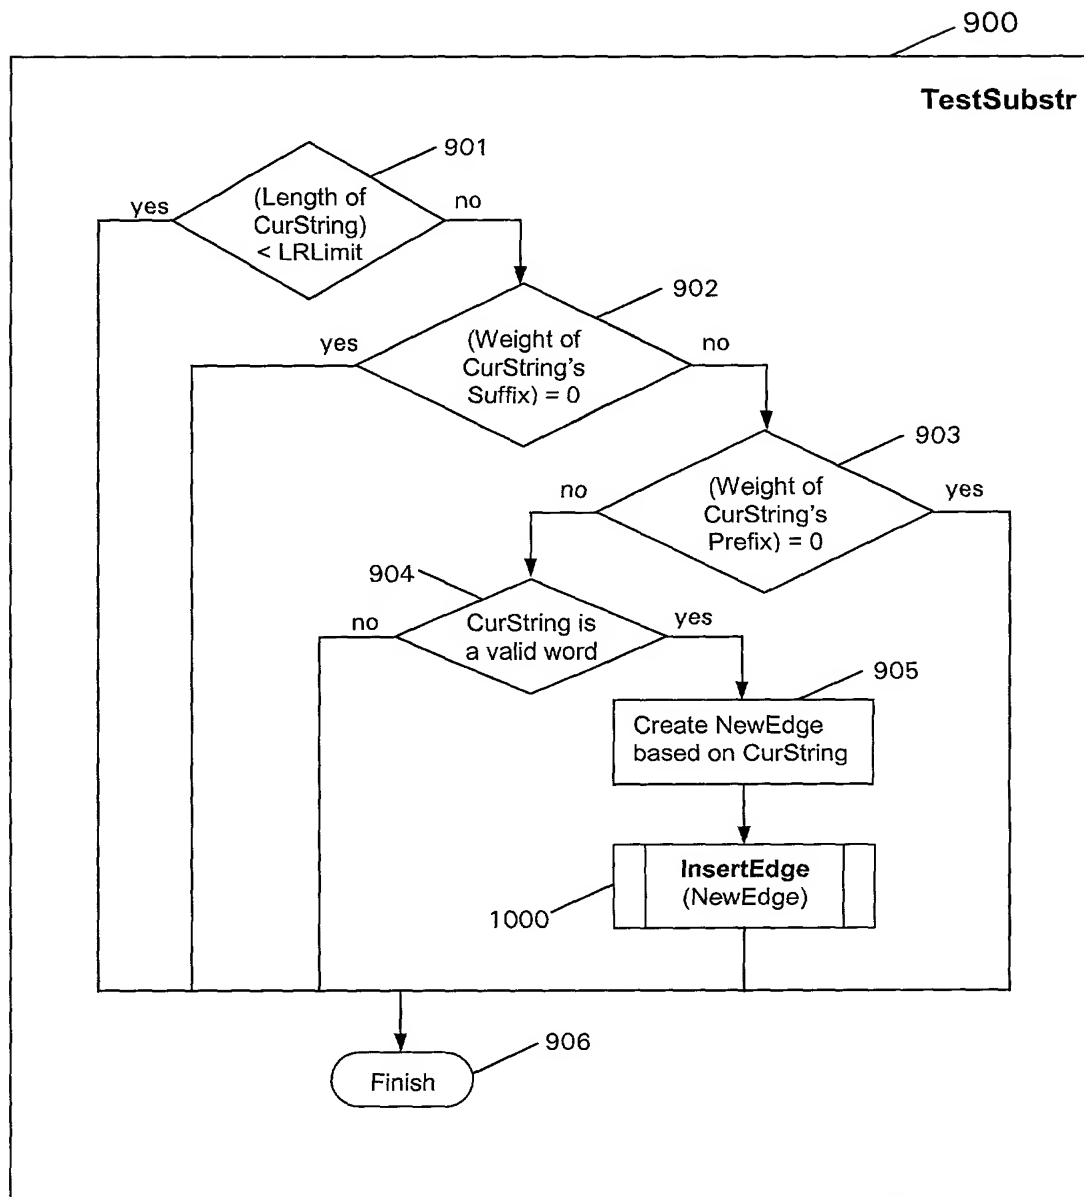 900
TestSubstr
901
yes
(Length of
CurString)
< LRLimit
no
902
yes
(Weight of
CurString's
Suffix) = 0
no
903
no
(Weight of
CurString's
Prefix) = 0
yes
904
no
CurString is
a valid word
yes
905
Create NewEdge
based on CurString
InsertEdge
(NewEdge)
1000
906
Finish